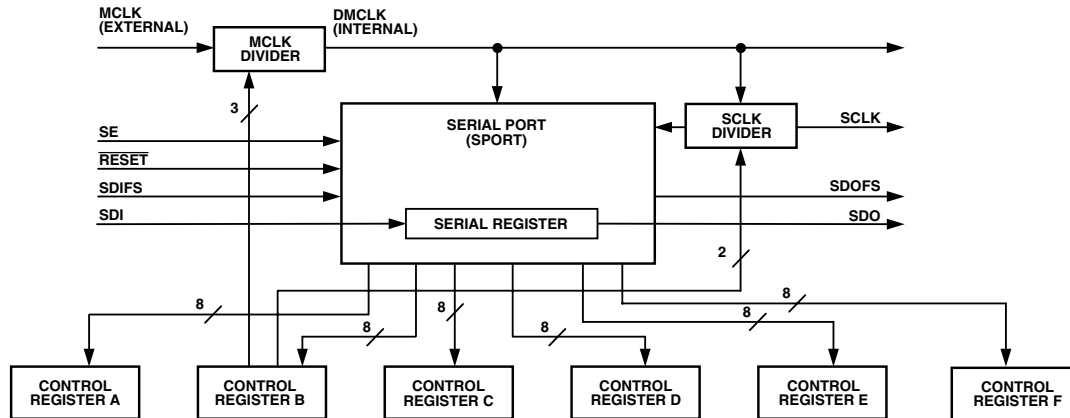 MCLK
(EXTERNAL)
MCLK
DIVIDER
DMCLK
(INTERNAL)
3
SE
RESET
SDIFS
SDI
SERIAL PORT
(SPORT)
SERIAL REGISTER
SCLK
DIVIDER
SCLK
SDOFS
SDO
2
8
8
8
8
8
8
CONTROL
REGISTER A
CONTROL
REGISTER B
CONTROL
REGISTER C
CONTROL
REGISTER D
CONTROL
REGISTER E
CONTROL
REGISTER F